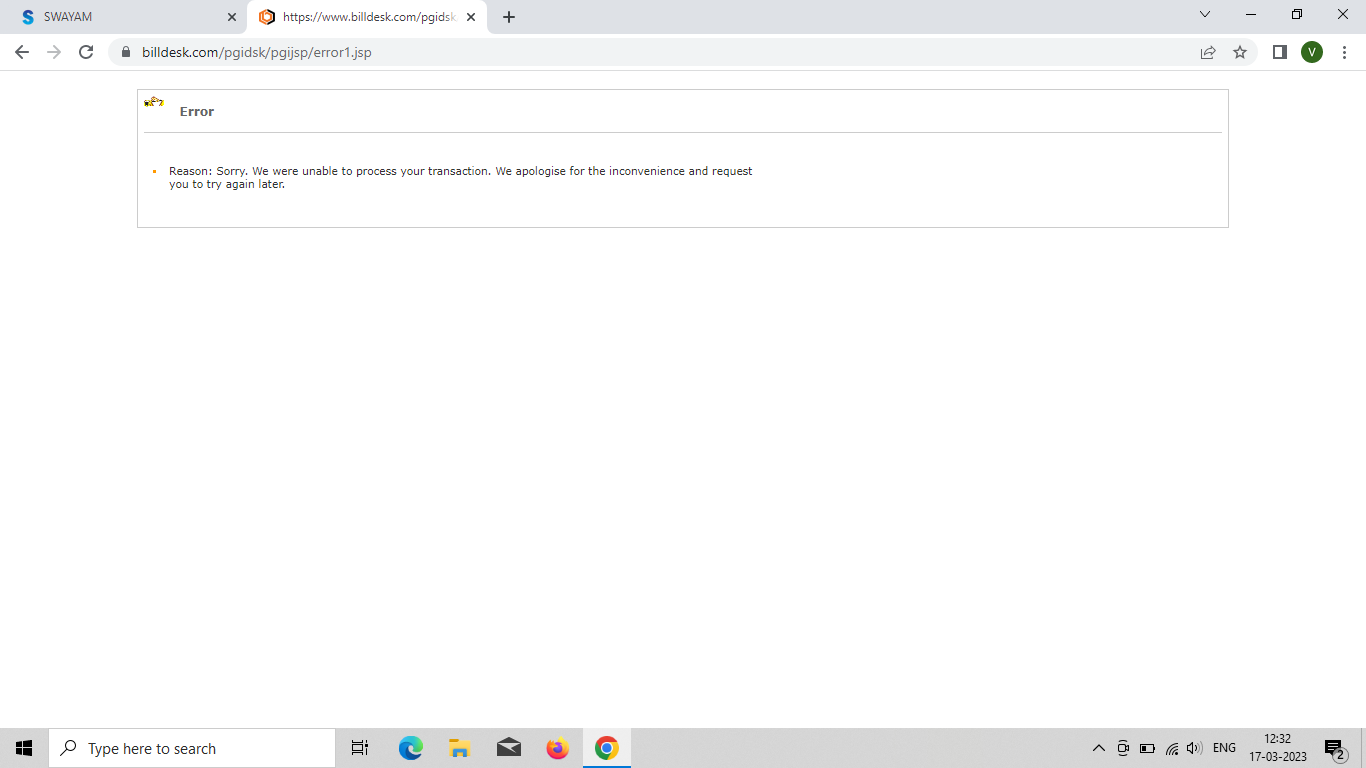 SWAYAM
https://www.billdesk.com/pgidsk
billdesk.com/pgidsk/pgijsp/error1.jsp
V
Error
Reason: Sorry. We were unable to process your transaction. We apologise for the inconvenience and request
you to try again later.
Type here to search
ENG
12:32
17-03-2023
2